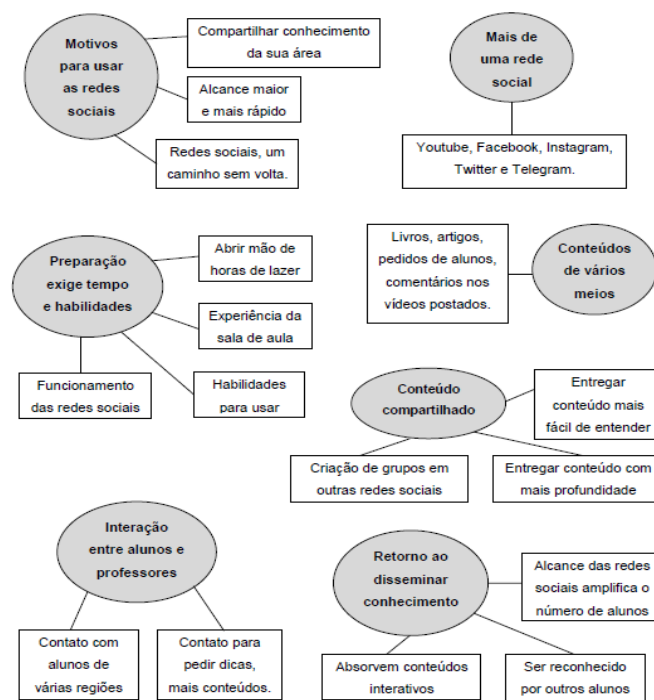 Motivos
para usar
as redes
sociais
Compartilhar conhecimento
da sua área
Alcance maior
e mais rápido
Redes sociais, um
caminho sem volta.
Mais de
uma rede
social
Youtube, Facebook, Instagram,
Twitter e Telegram.
Preparação
exige tempo
e habilidades
Abrir mão de
horas de lazer
Experiência da
sala de aula
Habilidades
para usar
Funcionamento
das redes sociais
Livros, artigos,
pedidos de alunos,
comentários nos
vídeos postados.
Conteúdos
de vários
meios
Conteúdo
compartilhado
Entregar
conteúdo mais
fácil de entender
Criação de grupos em
outras redes sociais
Entregar conteúdo com
mais profundidade
Interação
entre alunos e
professores
Contato com
alunos de
várias regiões
Contato para
pedir dicas,
mais conteúdos.
Retorno ao
disseminar
conhecimento
Alcance das redes
sociais amplifica o
número de alunos
Absorvem conteúdos
interativos
Ser reconhecido
por outros alunos